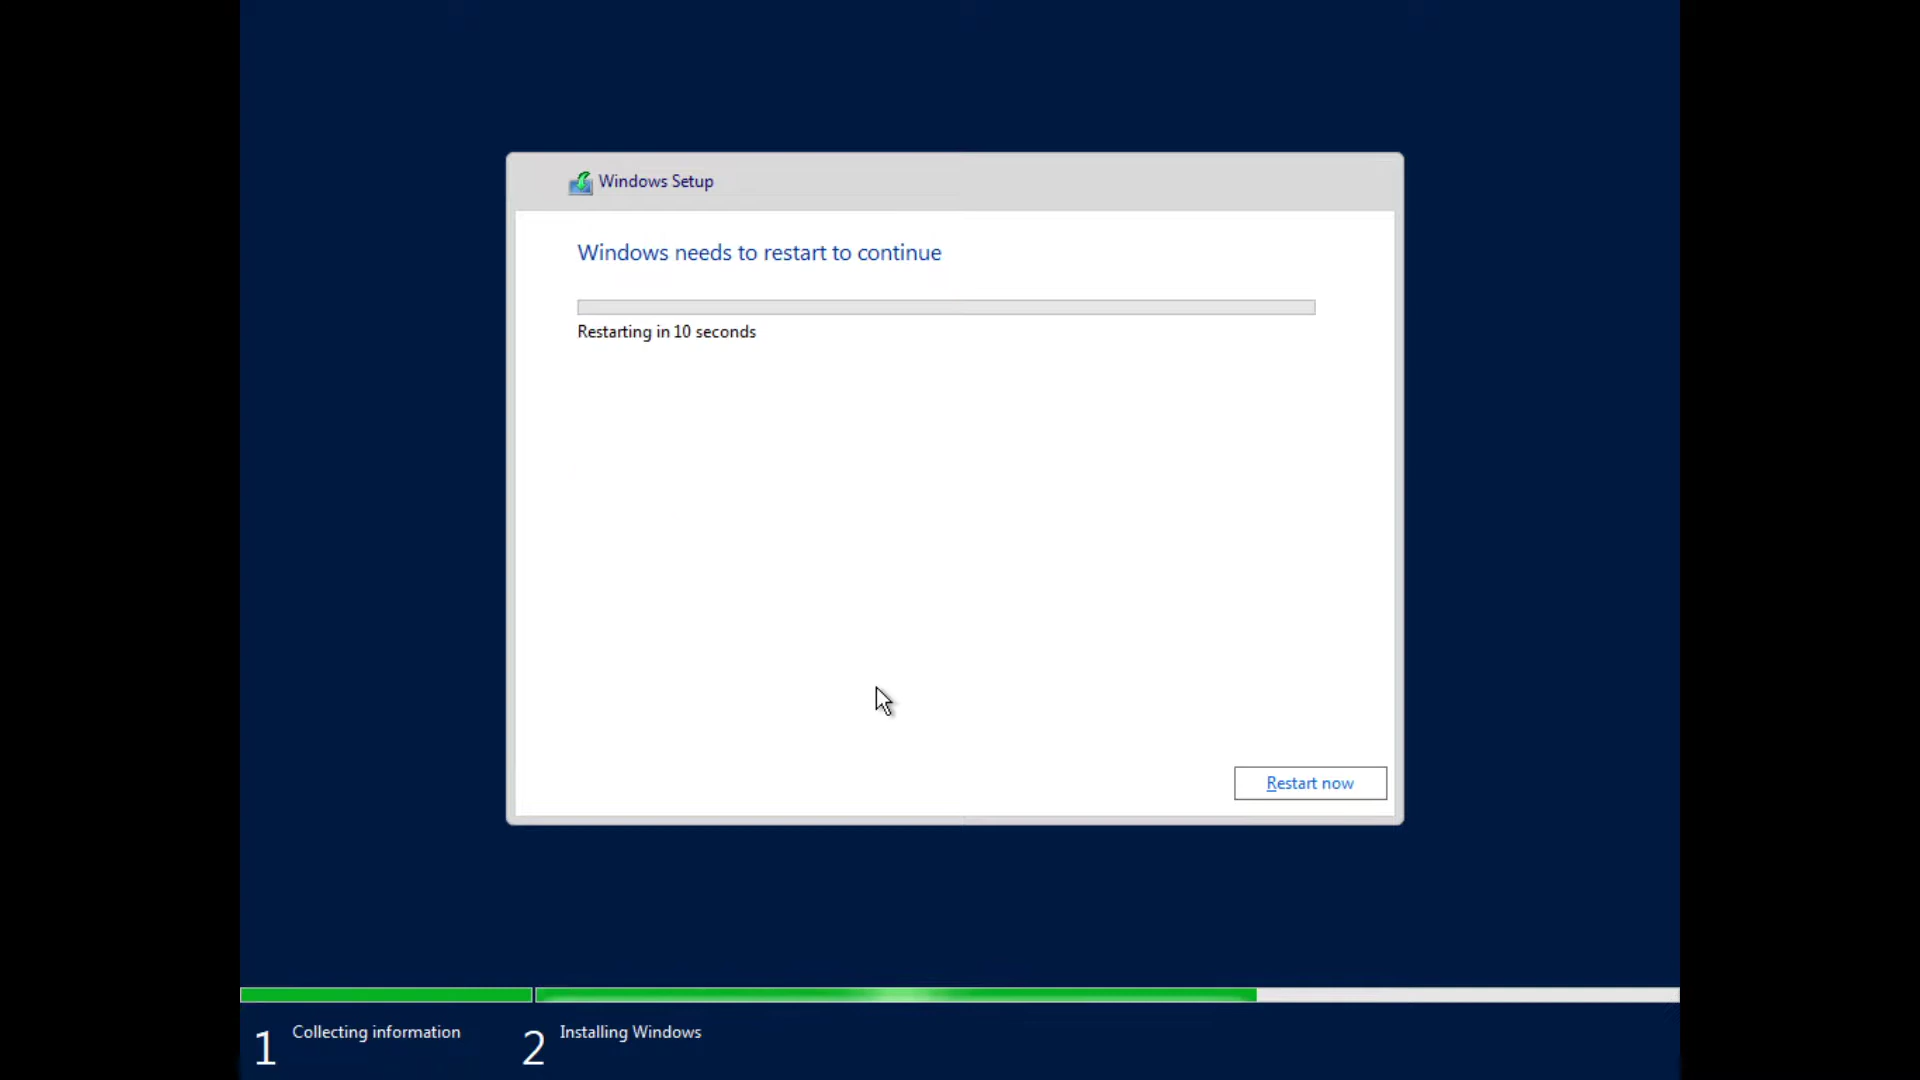 Windows Setup
Windows needs to restart to continue
Restarting in 10 seconds
Restart now
1 Collecting information
2 Installing Windows